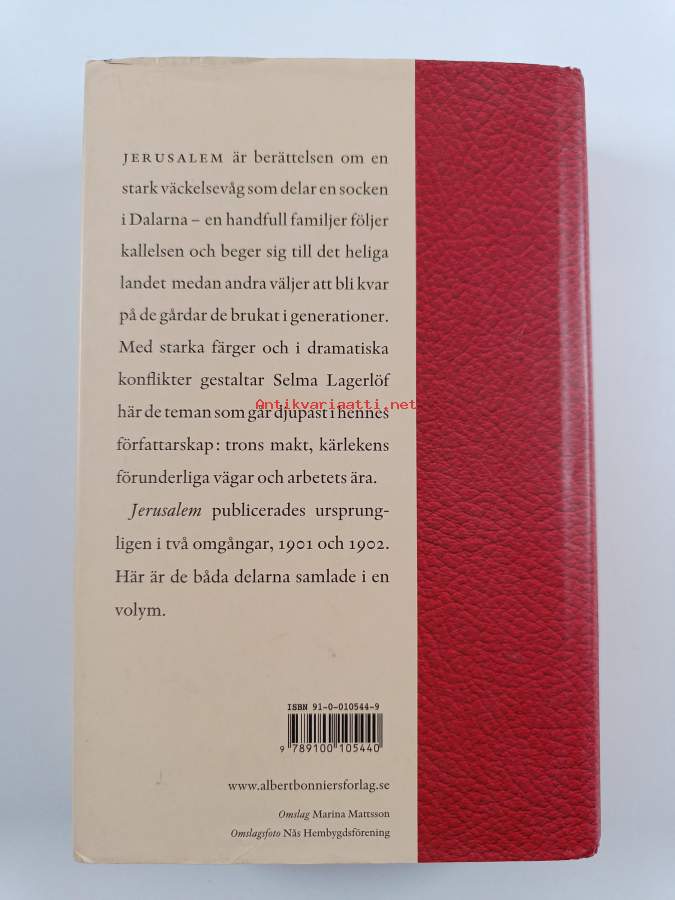 JERUSALEM är berättelsen om en
stark väckelsevåg som delar en socken
i Dalarna – en handfull familjer följer
kallelsen och beger sig till det heliga
landet medan andra väljer att bli kvar
på de gårdar de brukat i generationer.
Med starka färger och i dramatiska
konflikter gestaltar Selma Lagerlöf
Antikvariaatti.net
här de teman som går djupast i hennes
författarskap: trons makt, kärlekens
förunderliga vägar och arbetets ära.
Jerusalem publicerades ursprung-
ligen i två omgångar, 1901 och 1902.
Här är de båda delarna samlade i en
volym.
ISBN 91-0-010544-9
9 789100 105440
www.albertbonniersforlag.se
Omslag Marina Mattsson
Omslagsfoto Nås Hembygdsförening